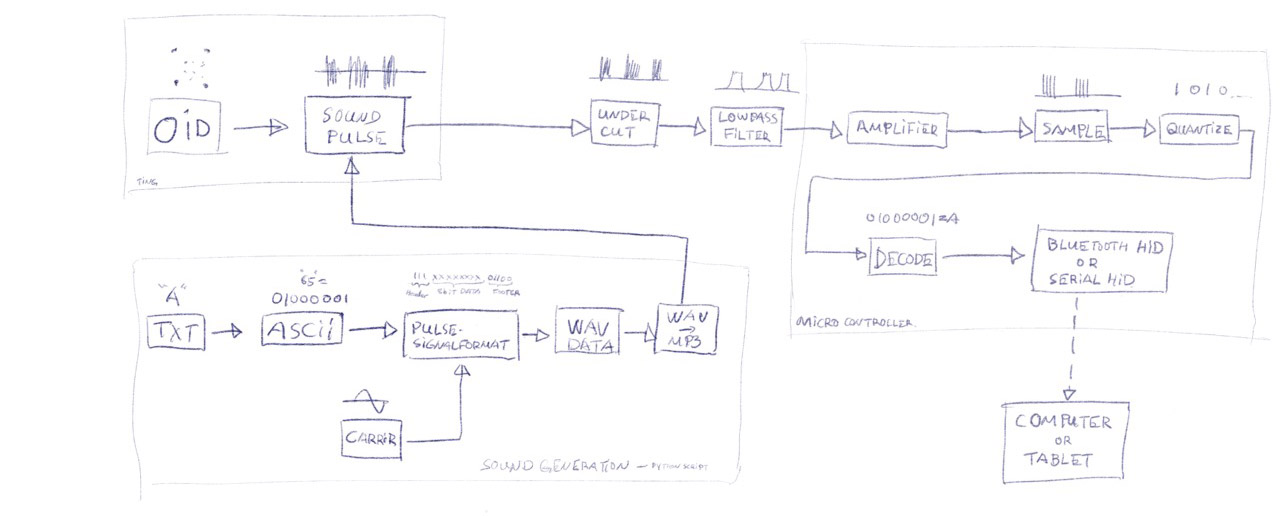 OiD
SOUND
PULSE
TING
UNDER
CUT
LOWPASS
FILTER
AMPLIFIER
SAMPLE
1 0 1 0 ...
QUANTIZE
01000001=A
DECODE
BLUETOOTH HID
OR
SERIAL HID
MICRO CONTROLLER
COMPUTER
OR
TABLET
"A"
TXT
"65"=
01000001
ASCii
111 XXXXXXXX 01100
Header 8BIT DATA FOOTER
PULSE-
SIGNALFORMAT
WAV
DATA
WAV
→
MP3
CARRiR
SOUND GENERATION – PYTHON SCRIPT